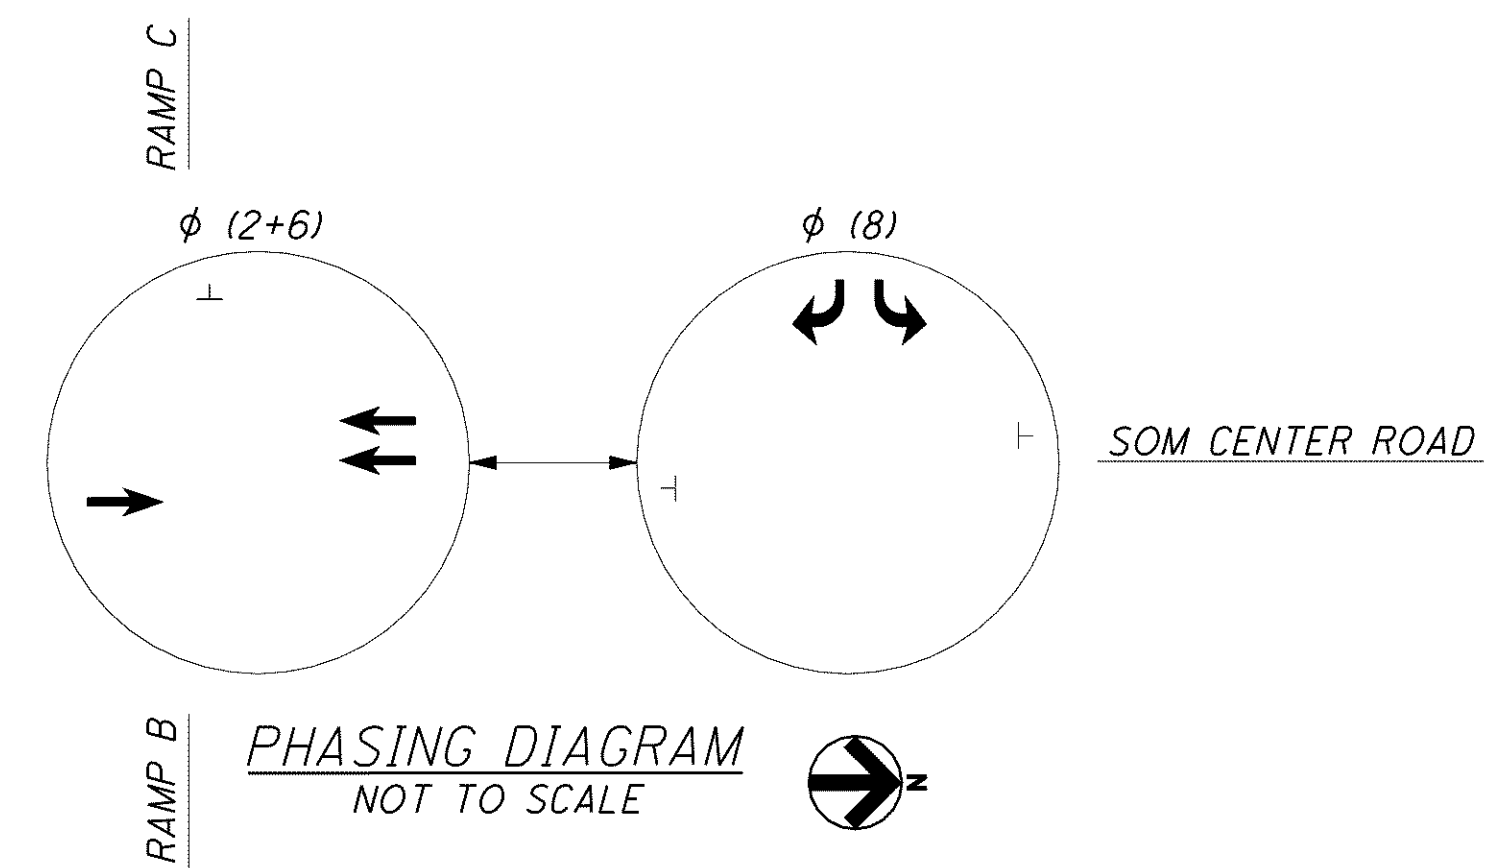 RAMP C
ϕ (2+6)
ϕ (8)
SOM CENTER ROAD
RAMP B
PHASING DIAGRAM
NOT TO SCALE
N